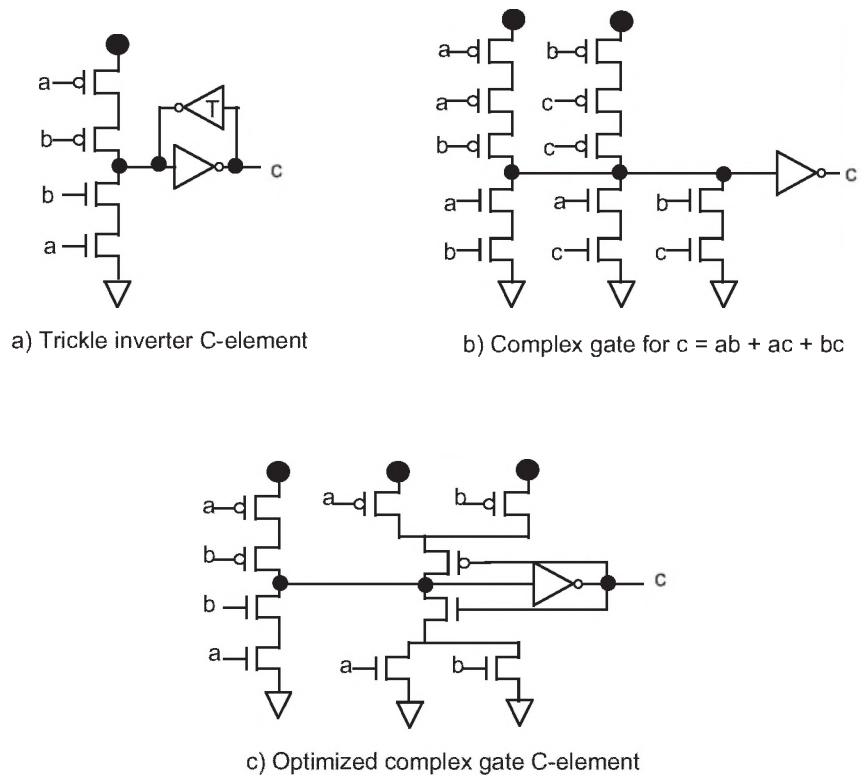 a
b
b
a
T
c
a) Trickle inverter C-element
a
a
b
b
c
c
a
b
a
c
b
c
c
b) Complex gate for c = ab + ac + bc
a
b
b
a
a
b
a
b
c
c) Optimized complex gate C-element